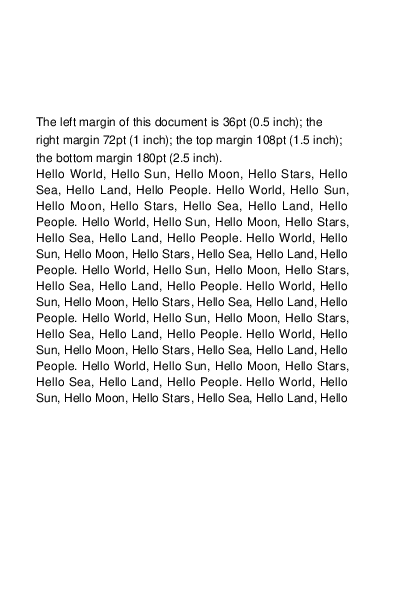 The left margin of this document is 36pt (0.5 inch); the
right margin 72pt (1 inch); the top margin 108pt (1.5 inch);
the bottom margin 180pt (2.5 inch).
Hello World, Hello Sun, Hello Moon, Hello Stars, Hello
Sea, Hello Land, Hello People. Hello World, Hello Sun,
Hello Moon, Hello Stars, Hello Sea, Hello Land, Hello
People. Hello World, Hello Sun, Hello Moon, Hello Stars,
Hello Sea, Hello Land, Hello People. Hello World, Hello
Sun, Hello Moon, Hello Stars, Hello Sea, Hello Land, Hello
People. Hello World, Hello Sun, Hello Moon, Hello Stars,
Hello Sea, Hello Land, Hello People. Hello World, Hello
Sun, Hello Moon, Hello Stars, Hello Sea, Hello Land, Hello
People. Hello World, Hello Sun, Hello Moon, Hello Stars,
Hello Sea, Hello Land, Hello People. Hello World, Hello
Sun, Hello Moon, Hello Stars, Hello Sea, Hello Land, Hello
People. Hello World, Hello Sun, Hello Moon, Hello Stars,
Hello Sea, Hello Land, Hello People. Hello World, Hello
Sun, Hello Moon, Hello Stars, Hello Sea, Hello Land, Hello